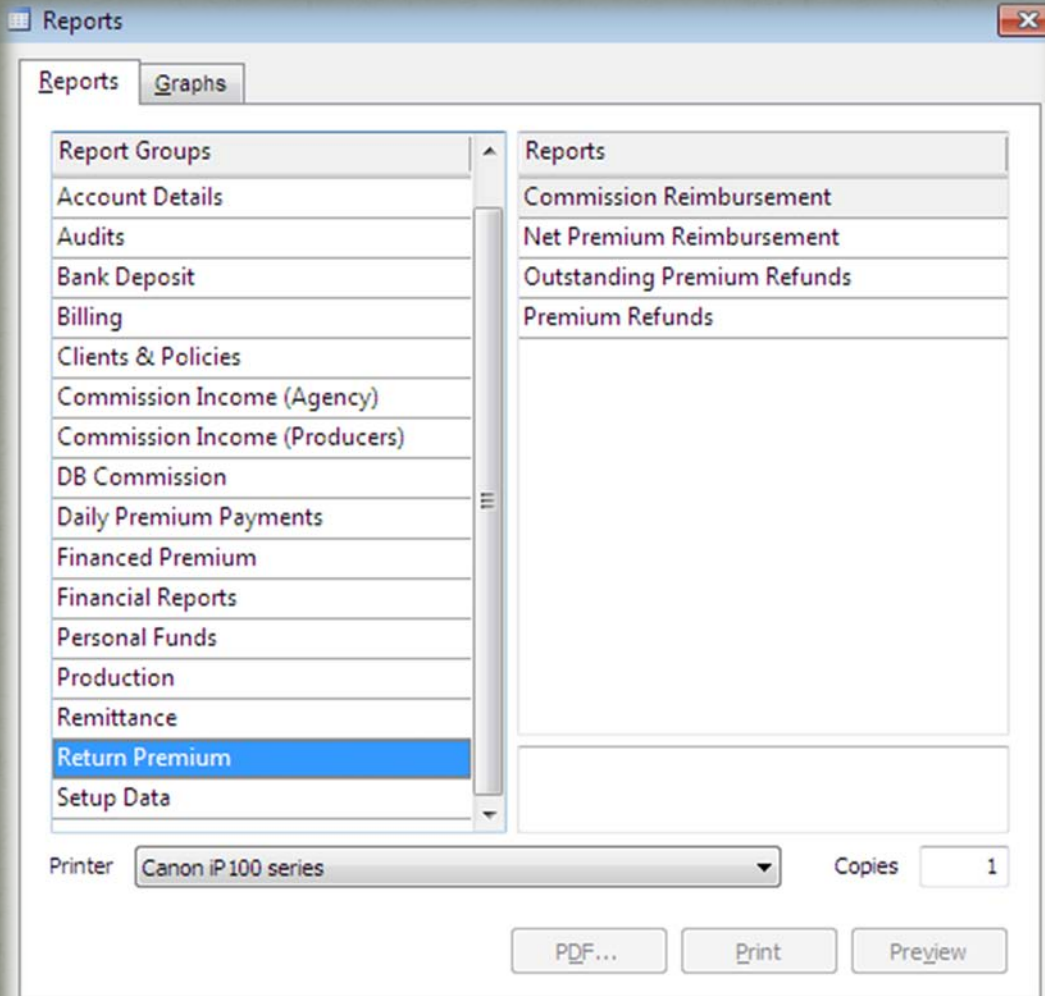 Reports
Reports Graphs
Report Groups
Account Details
Audits
Bank Deposit
Billing
Clients & Policies
Commission Income (Agency)
Commission Income (Producers)
DB Commission
Daily Premium Payments
Financed Premium
Financial Reports
Personal Funds
Production
Remittance
Return Premium
Setup Data
Reports
Commission Reimbursement
Net Premium Reimbursement
Outstanding Premium Refunds
Premium Refunds
Printer Canon iP100 series Copies 1
PDF... Print Preview